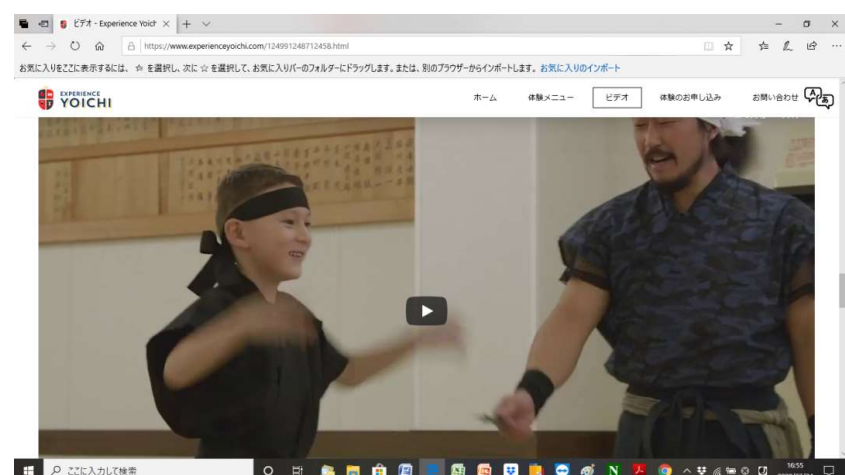 ビデオ - Experience Yoich
https://www.experienceyoichi.com/124991248712458.html
お気に入りをここに表示するには、☆ を選択し、次に ☆ を選択して、お気に入りバーのフォルダーにドラッグします。または、別のブラウザーからインポートします。 お気に入りのインポート
EXPERIENCE
YOICHI
ホーム 体験メニュー ビデオ 体験のお申し込み お問い合わせ A あ
ここに入力して検索
16:55